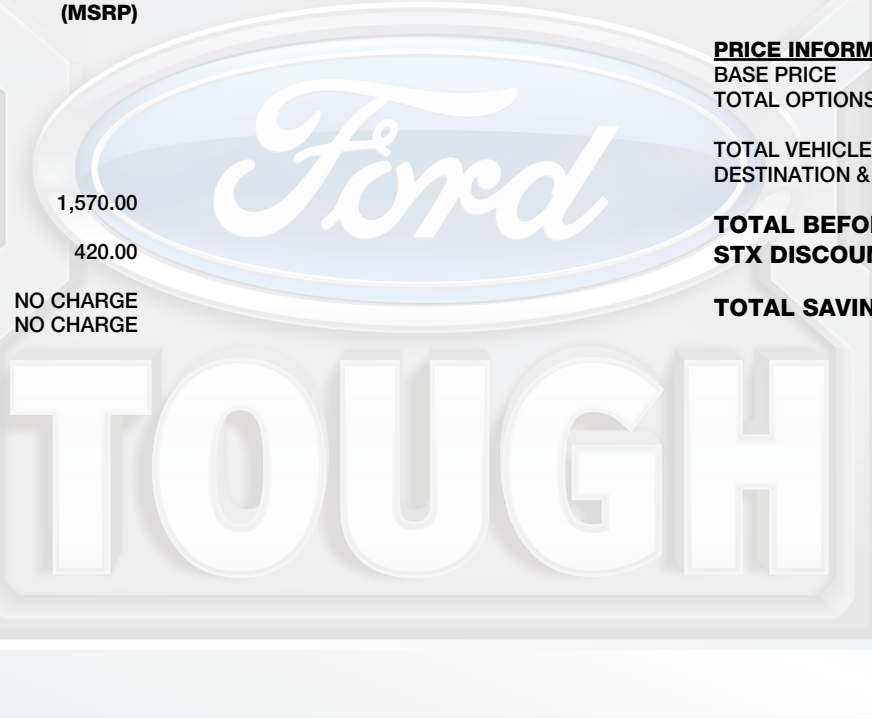 (MSRP)
1,570.00
420.00
NO CHARGE
NO CHARGE
Ford
TOUGH
PRICE INFORM
BASE PRICE
TOTAL OPTIONS
TOTAL VEHICLE
DESTINATION &
TOTAL BEFO
STX DISCOU
TOTAL SAVIN